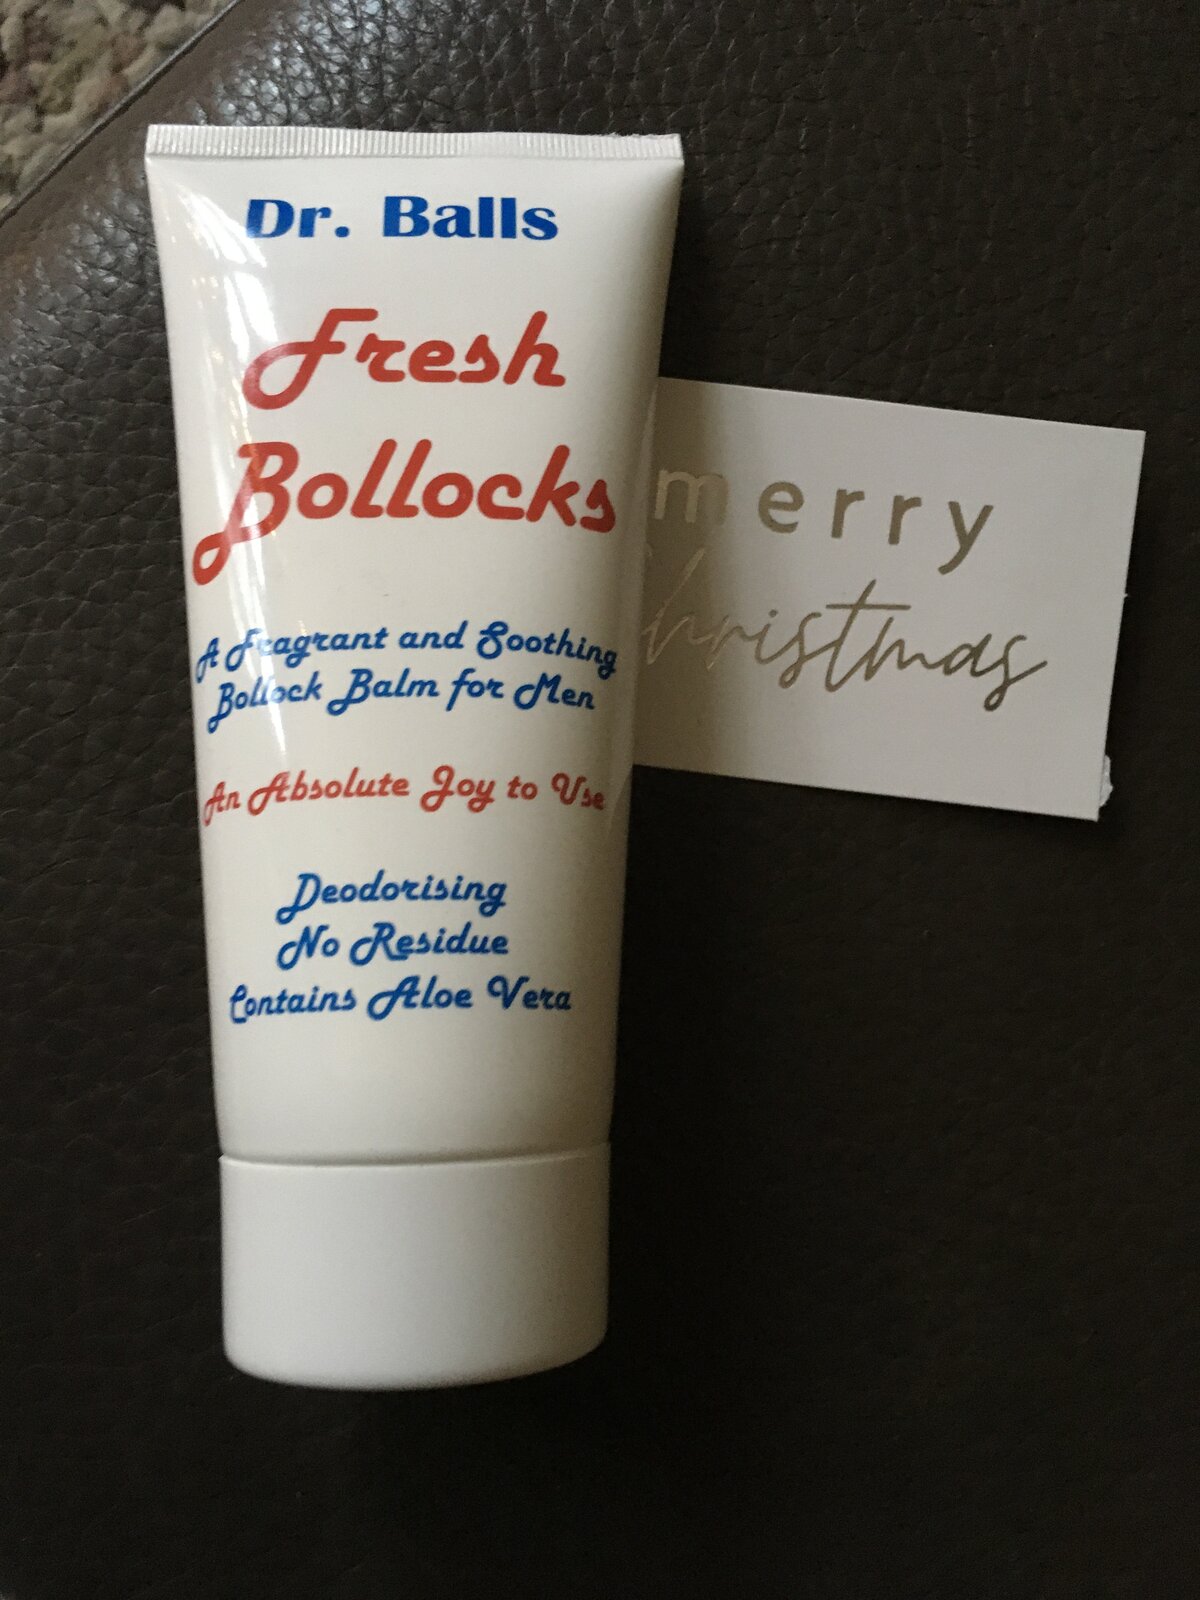 Dr. Balls
Fresh
Bollocks
A Fragrant and Soothing
Bollock Balm for Men
An Absolute Joy to Use
Deodorising
No Residue
Contains Aloe Vera
merry
Christmas